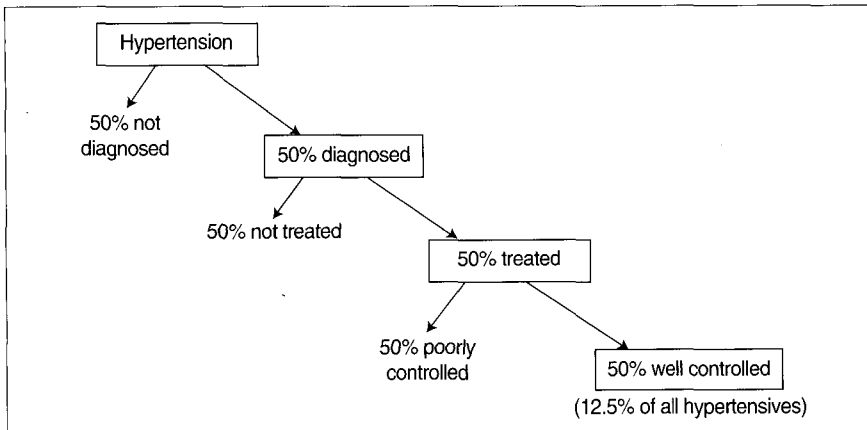 Hypertension
50% not
diagnosed
50% diagnosed
50% not treated
50% treated
50% poorly
controlled
50% well controlled
(12.5% of all hypertensives)